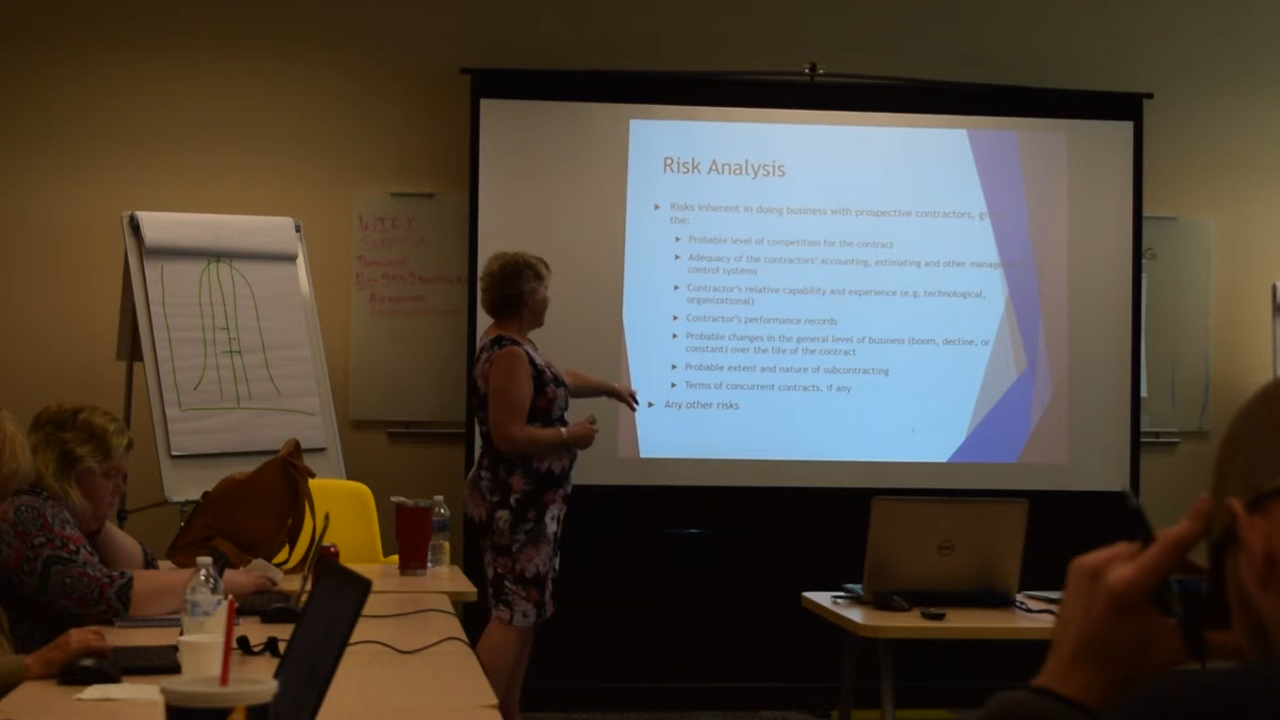 Risk Analysis
Risks inherent in doing business with prospective contractors,
the:
Probable level of competition for the contract
Adequacy of the contractors' accounting, estimating and other
control systems
Contractor's relative capability and experience (e.g. technological,
organizational)
Contractor's performance records
Probable changes in the general level of business (boom, decline, or
constant) over the life of the contract
Probable extent and nature of subcontracting
Terms of concurrent contracts, if any
Any other risks
WIFI
DELL